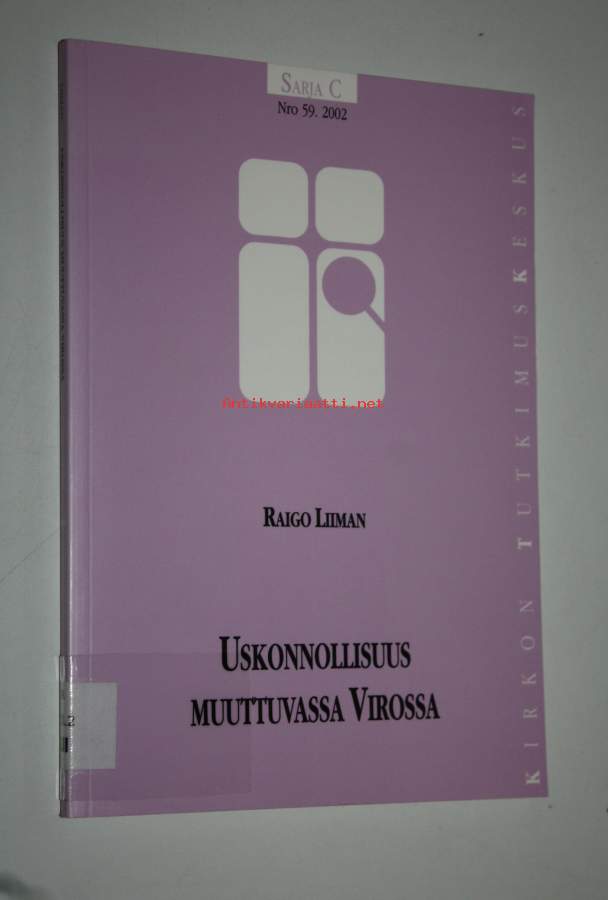 SARJA C
NRO 59. 2002
KIRKON TUTKIMUSKESKUS
Antikvariaatti.net
RAIGO LIIMAN
USKONNOLLISUUS
MUUTTUVASSA VIROSSA